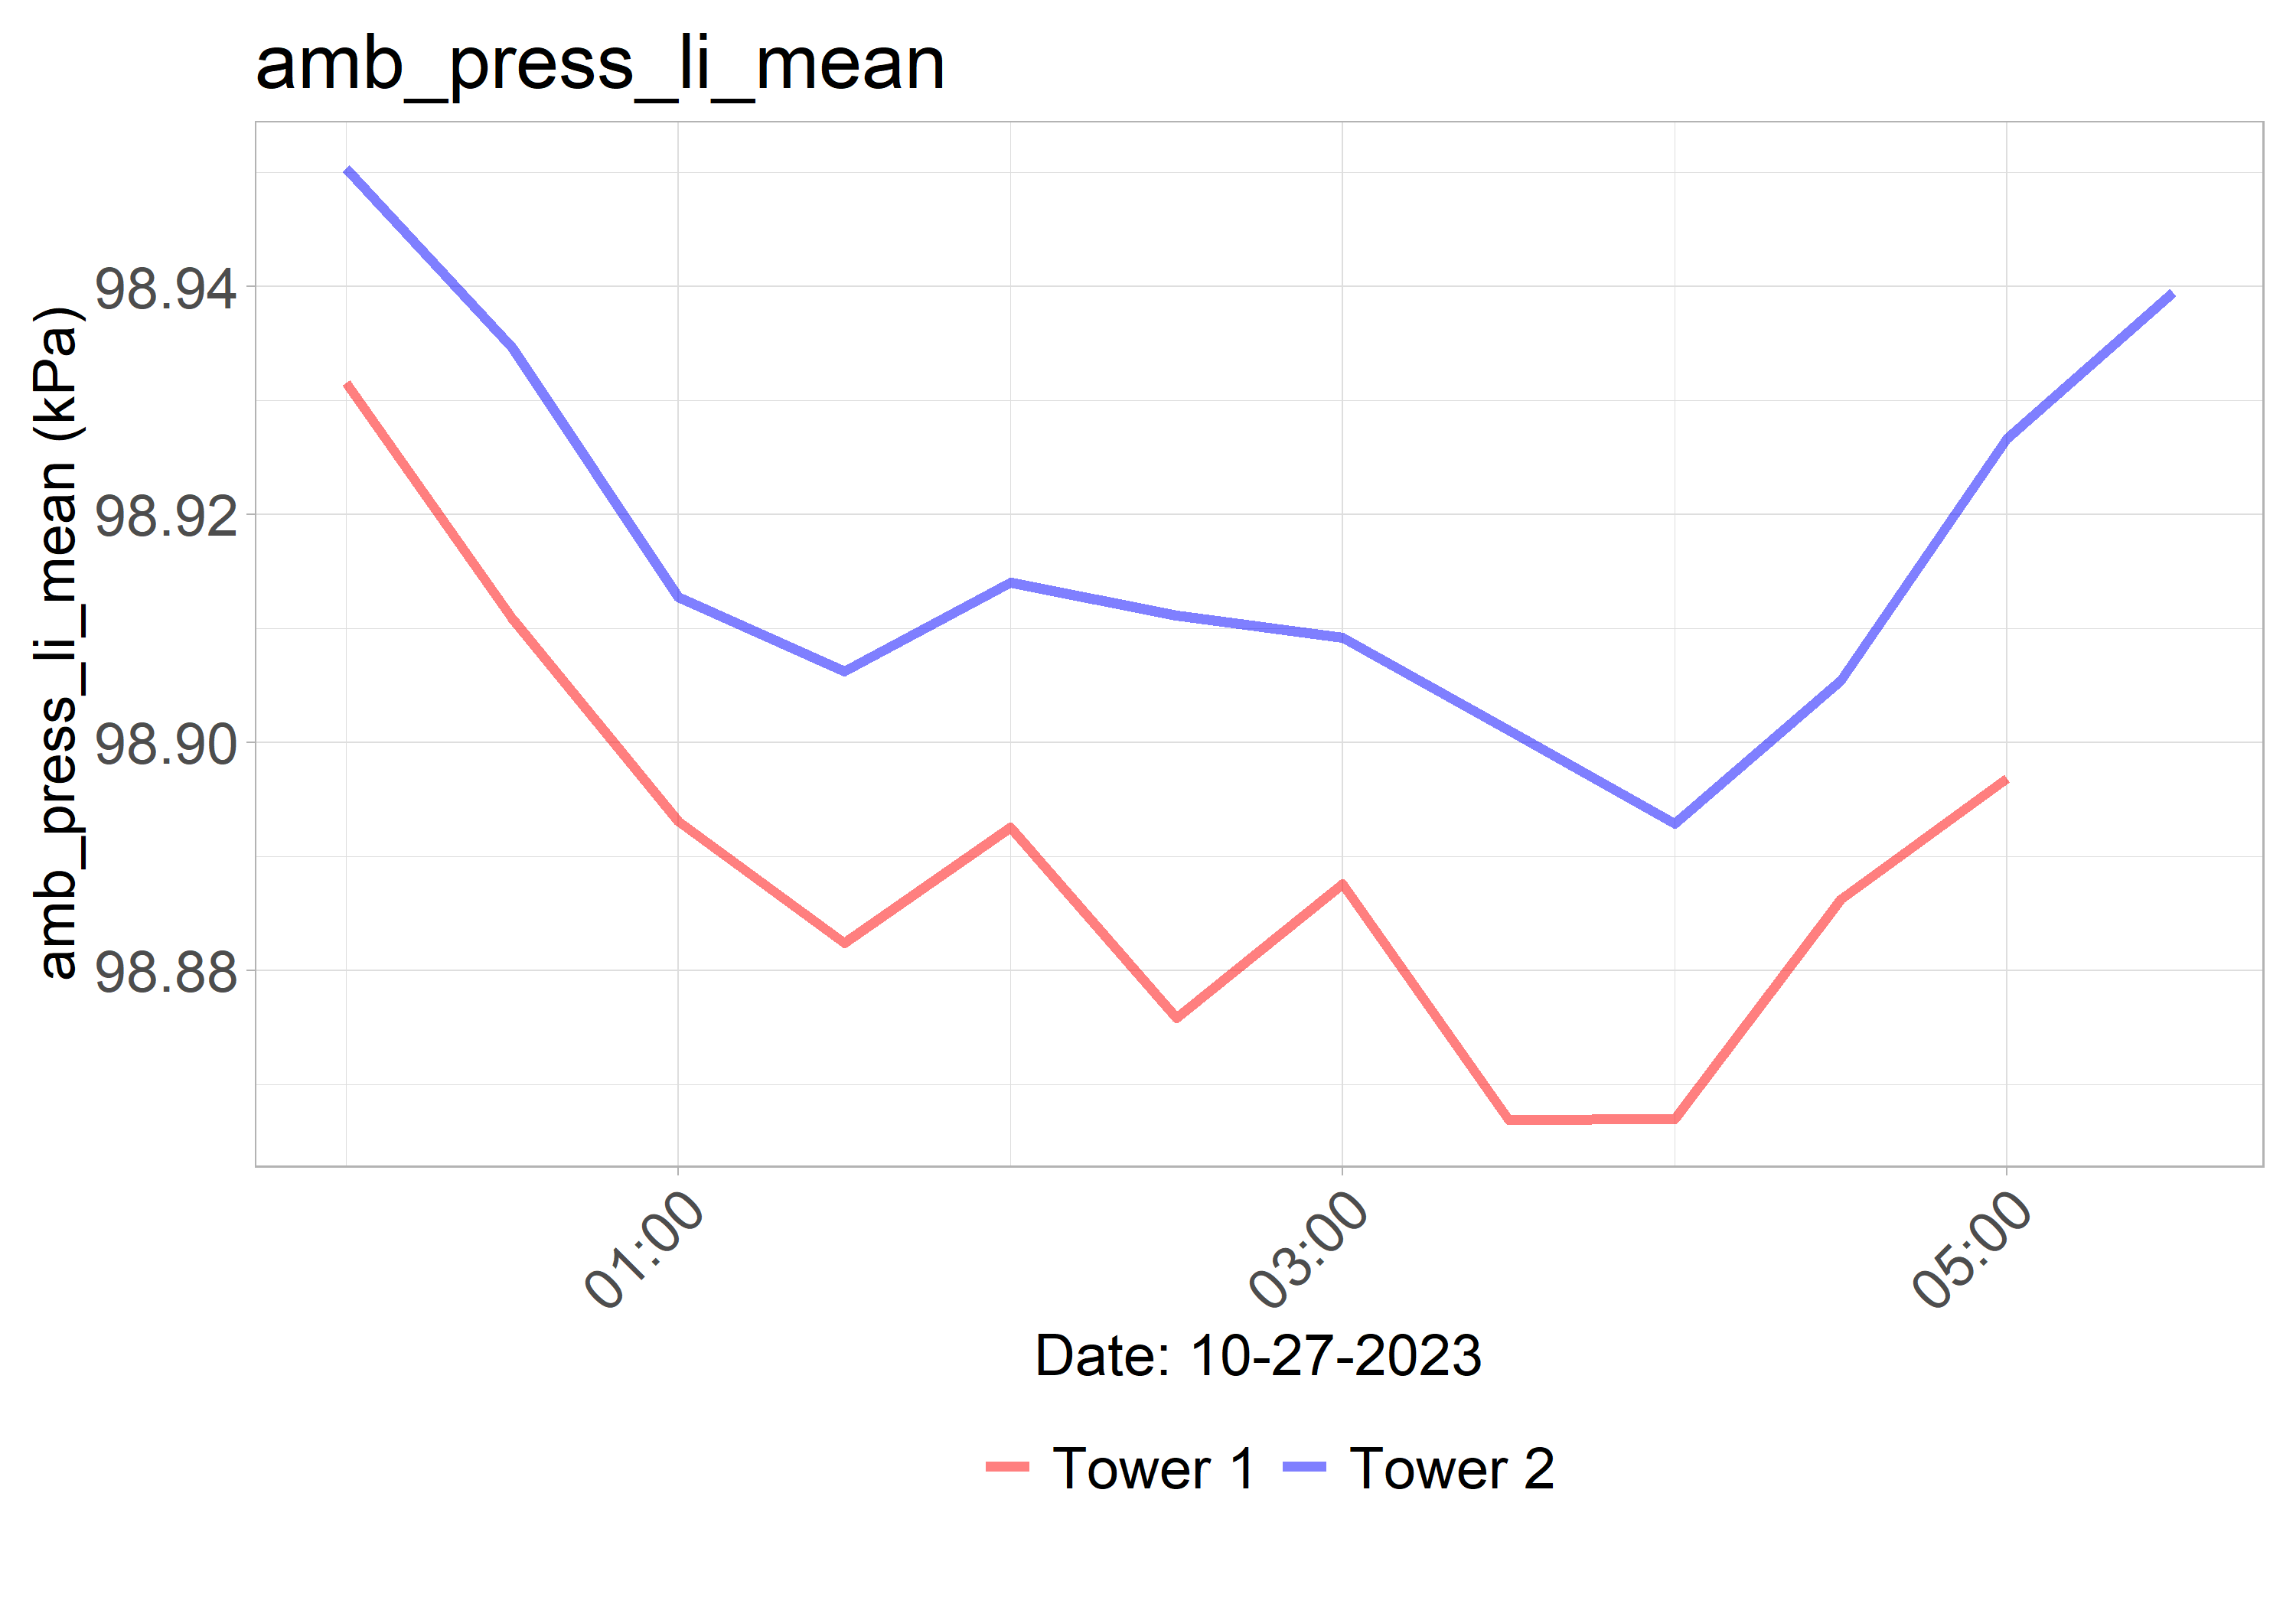 amb_press_li_mean
amb_press_li_mean (kPa)
98.94
98.92
98.90
98.88
01:00
03:00
05:00
Date: 10-27-2023
Tower 1
Tower 2